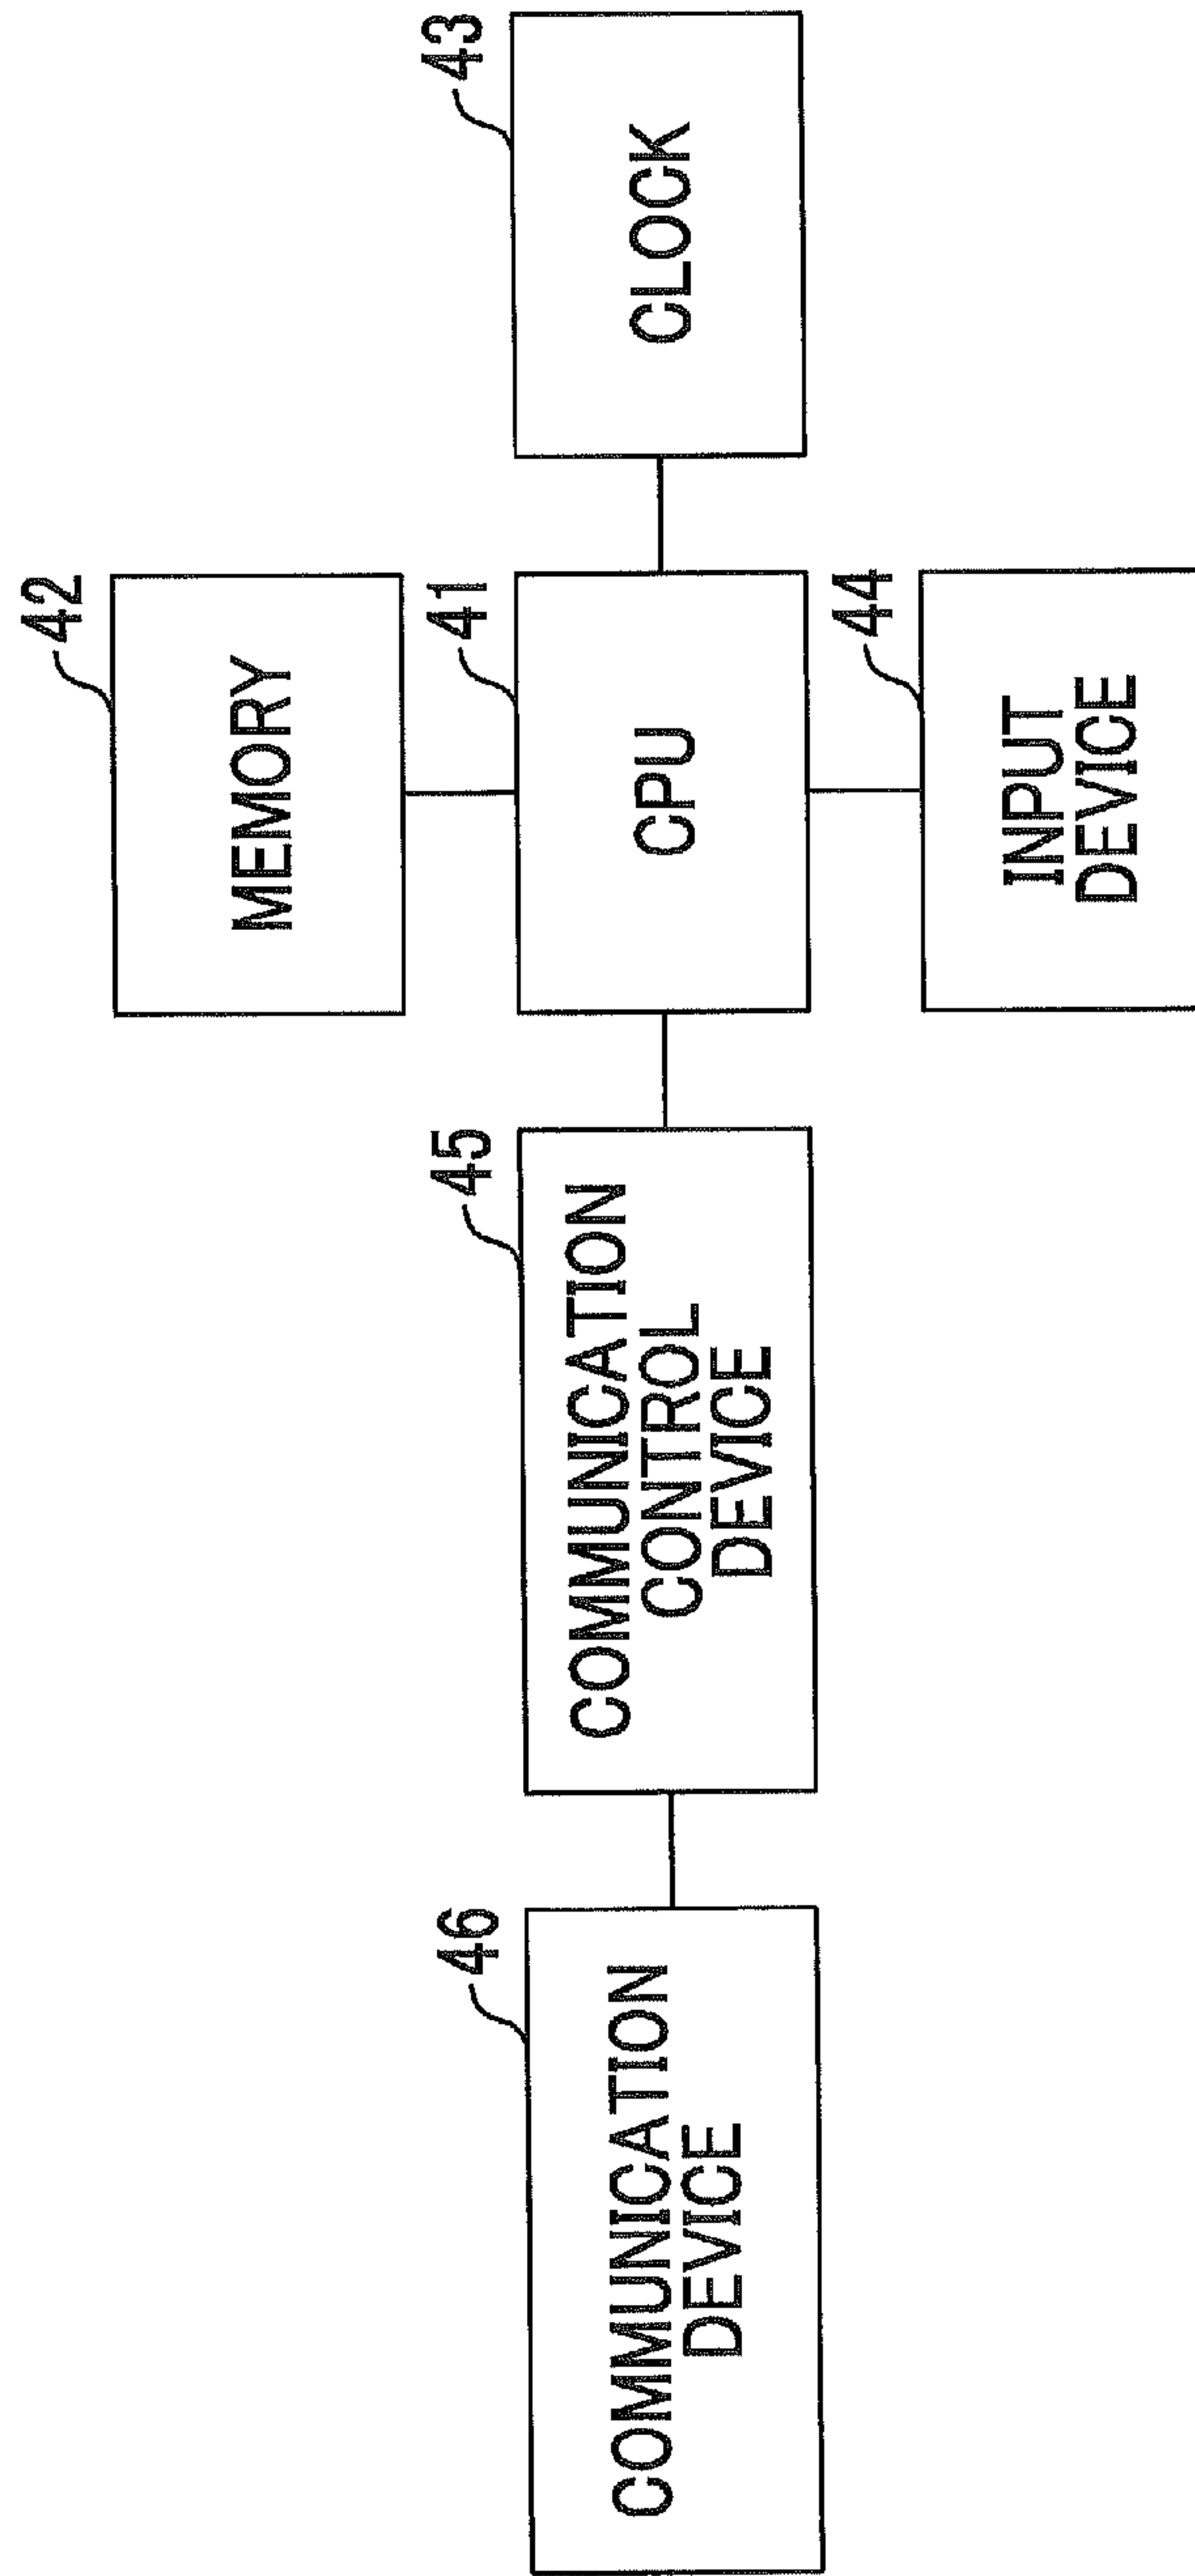 42
MEMORY
46
COMMUNICATION
DEVICE
45
COMMUNICATION
CONTROL
DEVICE
41
CPU
43
CLOCK
44
INPUT
DEVICE